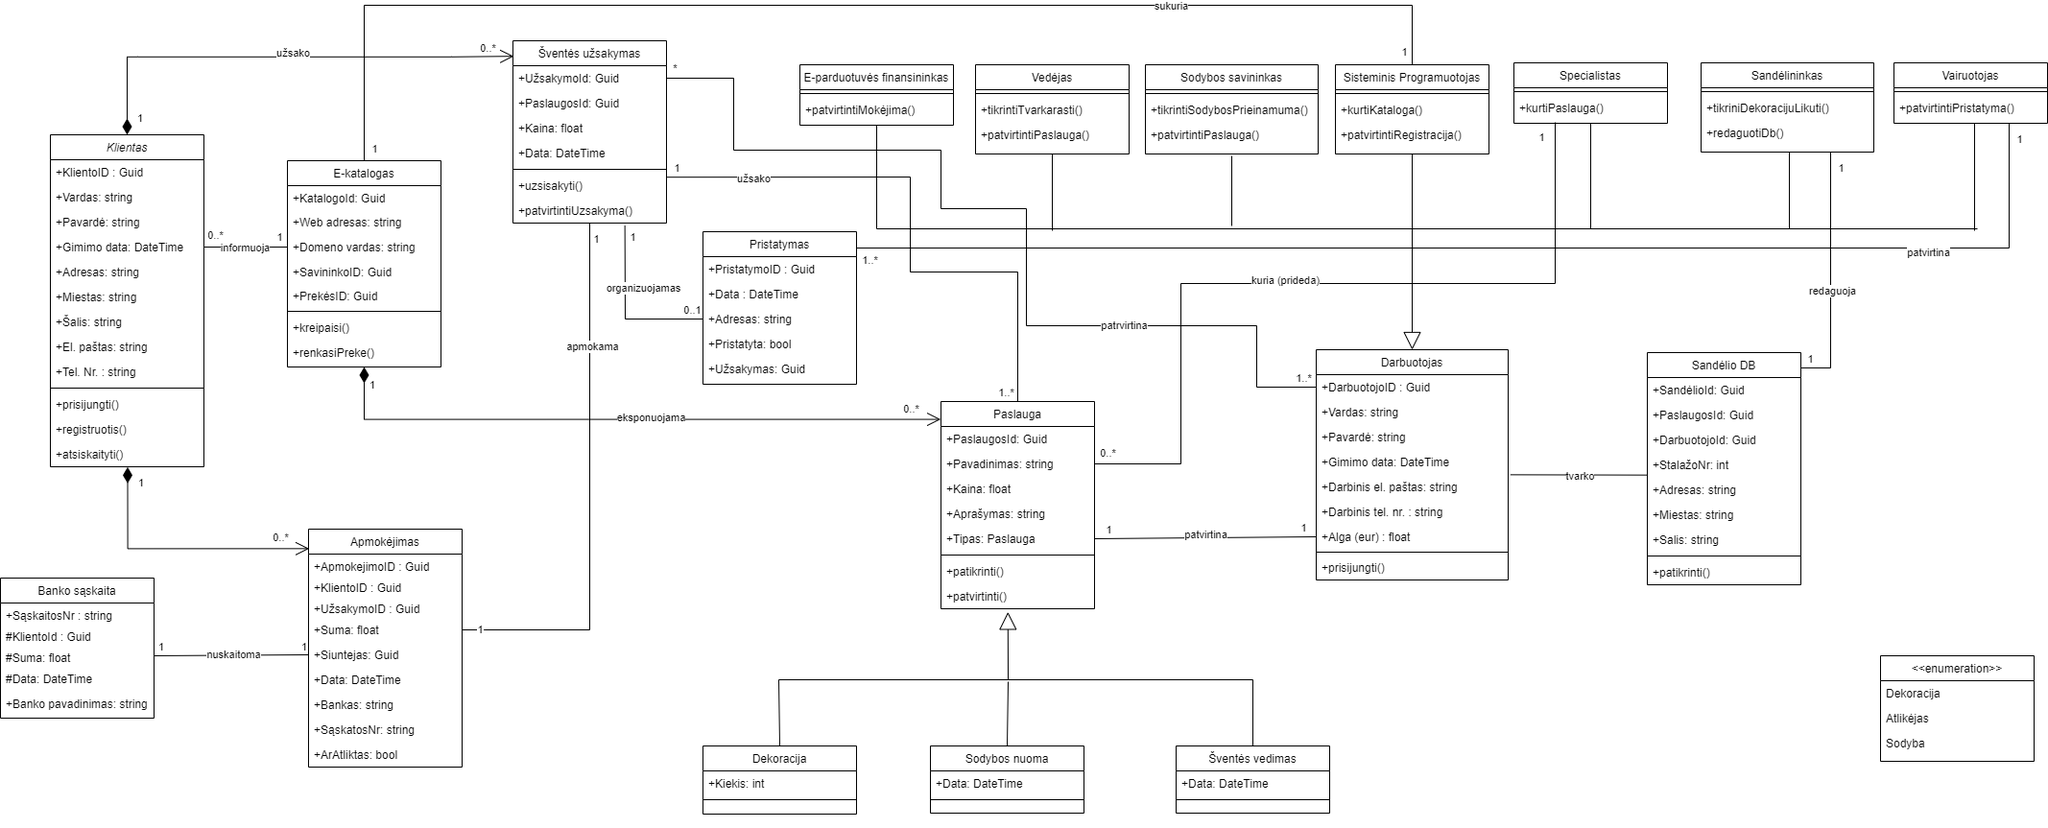 sukuria
1
1
užsako
0..*
1
Šventės užsakymas
+UžsakymoId: Guid
+PaslaugosId: Guid
+Kaina: float
+Data: DateTime
+uzsisakyti()
+patvirtintiUzsakyma()
*
1
užsako
E-parduotuvės finansininkas
+patvirtintiMokėjima()
Vedėjas
+tikrintiTvarkarasti()
+patvirtintiPaslauga()
Sodybos savininkas
+tikrintiSodybosPrieinamuma()
+patvirtintiPaslauga()
Sisteminis Programuotojas
+kurtiKataloga()
+patvirtintiRegistracija()
Specialistas
+kurtiPaslauga()
1
Sandėlininkas
+tikriniDekoracijuLikuti()
+redaguotiDb()
1
Vairuotojas
+patvirtintiPristatyma()
1
Klientas
+KlientoID : Guid
+Vardas: string
+Pavardė: string
+Gimimo data: DateTime
+Adresas: string
+Miestas: string
+Šalis: string
+El. paštas: string
+Tel. Nr. : string
+prisijungti()
+registruotis()
+atsiskaityti()
0..*
informuoja
1
E-katalogas
+KatalogoId: Guid
+Web adresas: string
+Domeno vardas: string
+SavininkoID: Guid
+PrekėsID: Guid
+kreipaisi()
+renkasiPreke()
1
eksponuojama
0..*
1
apmokama
1
1
organizuojamas
0..1
Pristatymas
+PristatymoID : Guid
+Data : DateTime
+Adresas: string
+Pristatyta: bool
+Užsakymas: Guid
1..*
patvirtina
kuria (prideda)
0..*
redaguoja
1
patrvirtina
1..*
1..*
Paslauga
+PaslaugosId: Guid
+Pavadinimas: string
+Kaina: float
+Aprašymas: string
+Tipas: Paslauga
+patikrinti()
+patvirtinti()
1
patvirtina
1
Darbuotojas
+DarbuotojoID : Guid
+Vardas: string
+Pavardė: string
+Gimimo data: DateTime
+Darbinis el. paštas: string
+Darbinis tel. nr. : string
+Alga (eur) : float
+prisijungti()
tvarko
Sandėlio DB
+SandėlioId: Guid
+PaslaugosId: Guid
+DarbuotojoId: Guid
+StalažoNr: int
+Adresas: string
+Miestas: string
+Salis: string
+patikrinti()
1
0..*
Apmokėjimas
+ApmokejimoID : Guid
+KlientoID : Guid
+UžsakymoID : Guid
+Suma: float
+Siuntejas: Guid
+Data: DateTime
+Bankas: string
+SąskatosNr: string
+ArAtliktas: bool
Banko sąskaita
+SąskaitosNr : string
#KlientoId : Guid
#Suma: float
#Data: DateTime
+Banko pavadinimas: string
1
nuskaitoma
1
Dekoracija
+Kiekis: int
Sodybos nuoma
+Data: DateTime
Šventės vedimas
+Data: DateTime
<<enumeration>>
Dekoracija
Atlikėjas
Sodyba